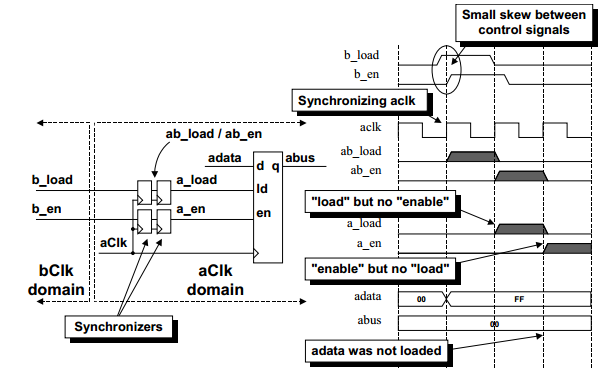 Small skew between
control signals
b_load
b_en
Synchronizing aclk
aclk
ab_load / ab_en
ab_load
ab_en
adata
d q
abus
b_load
a_load
ld
b_en
a_en
en
aClk
"load" but no "enable"
a_load
a_en
"enable" but no "load"
bClk
domain
aClk
domain
Synchronizers
adata
00
FF
abus
00
adata was not loaded